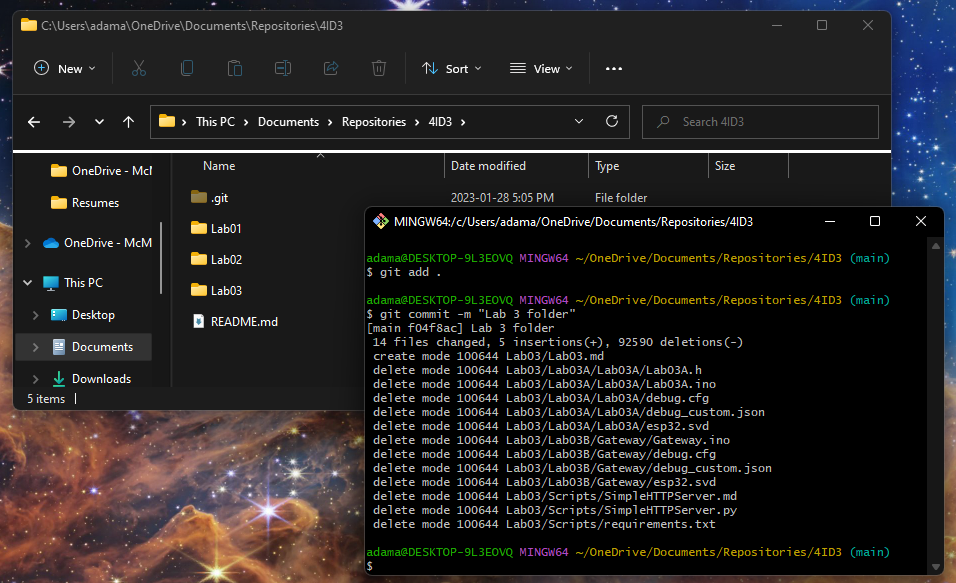 C:\Users\adama\OneDrive\Documents\Repositories\4ID3
New Sort View
This PC Documents Repositories 4ID3 Search 4ID3
Name Date modified Type Size
OneDrive - McM
Resumes
OneDrive - McM
This PC
Desktop
Documents
Downloads
.git 2023-01-28 5:05 PM File folder
Lab01
Lab02
Lab03
README.md
5 items
MINGW64:/c/Users/adama/OneDrive/Documents/Repositories/4ID3
adama@DESKTOP-9L3EOVQ MINGW64 ~/OneDrive/Documents/Repositories/4ID3 (main)
$ git add .
adama@DESKTOP-9L3EOVQ MINGW64 ~/OneDrive/Documents/Repositories/4ID3 (main)
$ git commit -m "Lab 3 folder"
[main f04f8ac] Lab 3 folder
14 files changed, 5 insertions(+), 92590 deletions(-)
create mode 100644 Lab03/Lab03.md
delete mode 100644 Lab03/Lab03A/Lab03A/Lab03A.h
delete mode 100644 Lab03/Lab03A/Lab03A/Lab03A.ino
delete mode 100644 Lab03/Lab03A/Lab03A/debug.cfg
delete mode 100644 Lab03/Lab03A/Lab03A/debug_custom.json
delete mode 100644 Lab03/Lab03A/Lab03A/esp32.svd
delete mode 100644 Lab03/Lab03B/Gateway/Gateway.ino
delete mode 100644 Lab03/Lab03B/Gateway/debug.cfg
delete mode 100644 Lab03/Lab03B/Gateway/debug_custom.json
delete mode 100644 Lab03/Lab03B/Gateway/esp32.svd
delete mode 100644 Lab03/Scripts/SimpleHTTPServer.md
delete mode 100644 Lab03/Scripts/SimpleHTTPServer.py
delete mode 100644 Lab03/Scripts/requirements.txt
adama@DESKTOP-9L3EOVQ MINGW64 ~/OneDrive/Documents/Repositories/4ID3 (main)
$